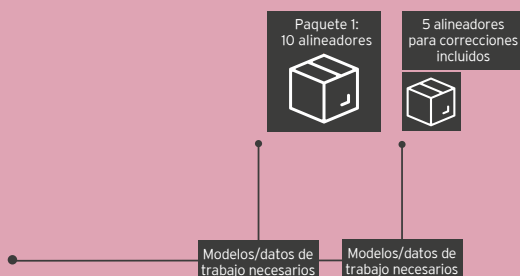 Paquete 1:
10 alineadores
5 alineadores
para correcciones
incluidos
Modelos/datos de
trabajo necesarios
Modelos/datos de
trabajo necesarios